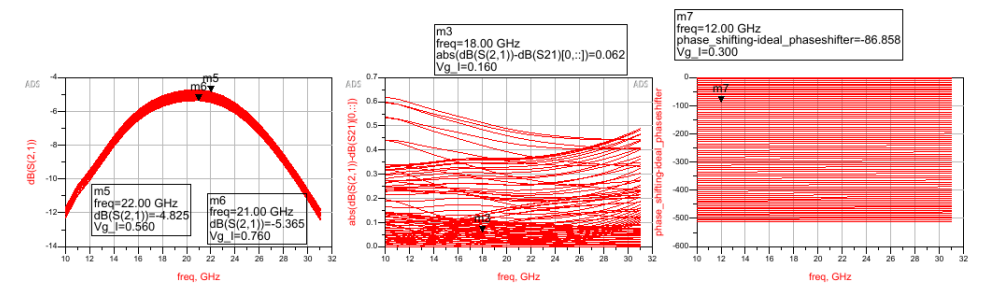 m3
freq=18.00 GHz
abs(dB(S(2,1))-dB(S21)[0,::])=0.062
Vg_I=0.160
m7
freq=12.00 GHz
phase_shifting-ideal_phaseshifter=-86.858
Vg_I=0.300
ADS
m5
m6
dB(S(2,1))
-4
-6
-8
-10
-12
-14
m5
freq=22.00 GHz
dB(S(2,1))=-4.825
Vg_I=0.560
m6
freq=21.00 GHz
dB(S(2,1))=-5.365
Vg_I=0.760
10 12 14 16 18 20 22 24 26 28 30 32
freq, GHz
ADS
abs(dB(S(2,1))-dB(S21)[0,::])
0.7
0.6
0.5
0.4
0.3
0.2
0.1
0.0
m3
10 12 14 16 18 20 22 24 26 28 30 32
freq, GHz
ADS
phase_shifting-ideal_phaseshifter
0
-100
-200
-300
-400
-500
-600
m7
10 12 14 16 18 20 22 24 26 28 30 32
freq, GHz